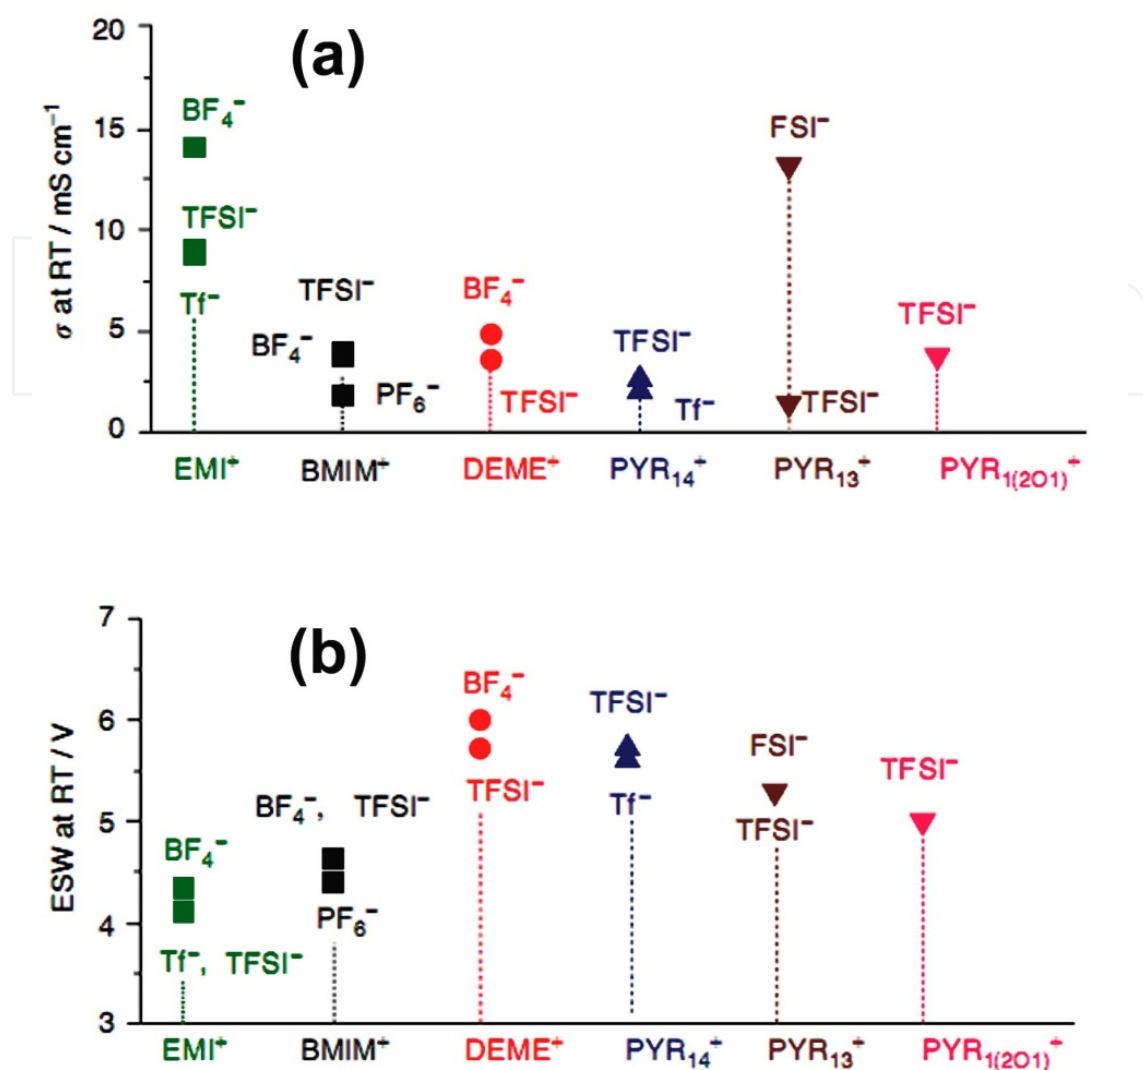 (a)
σ at RT / mS cm⁻¹
20
15
10
5
0
BF₄⁻
TFSI⁻
Tf⁻
TFSI⁻
BF₄⁻
PF₆⁻
BF₄⁻
TFSI⁻
TFSI⁻
Tf⁻
FSI⁻
TFSI⁻
TFSI⁻
EMI⁺ BMIM⁺ DEME⁺ PYR₁₄⁺ PYR₁₃⁺ PYR₁₍₂O₁₎⁺
(b)
ESW at RT / V
7
6
5
4
3
BF₄⁻
Tf⁻, TFSI⁻
BF₄⁻, TFSI⁻
PF₆⁻
BF₄⁻
TFSI⁻
TFSI⁻
Tf⁻
FSI⁻
TFSI⁻
TFSI⁻
EMI⁺ BMIM⁺ DEME⁺ PYR₁₄⁺ PYR₁₃⁺ PYR₁₍₂O₁₎⁺